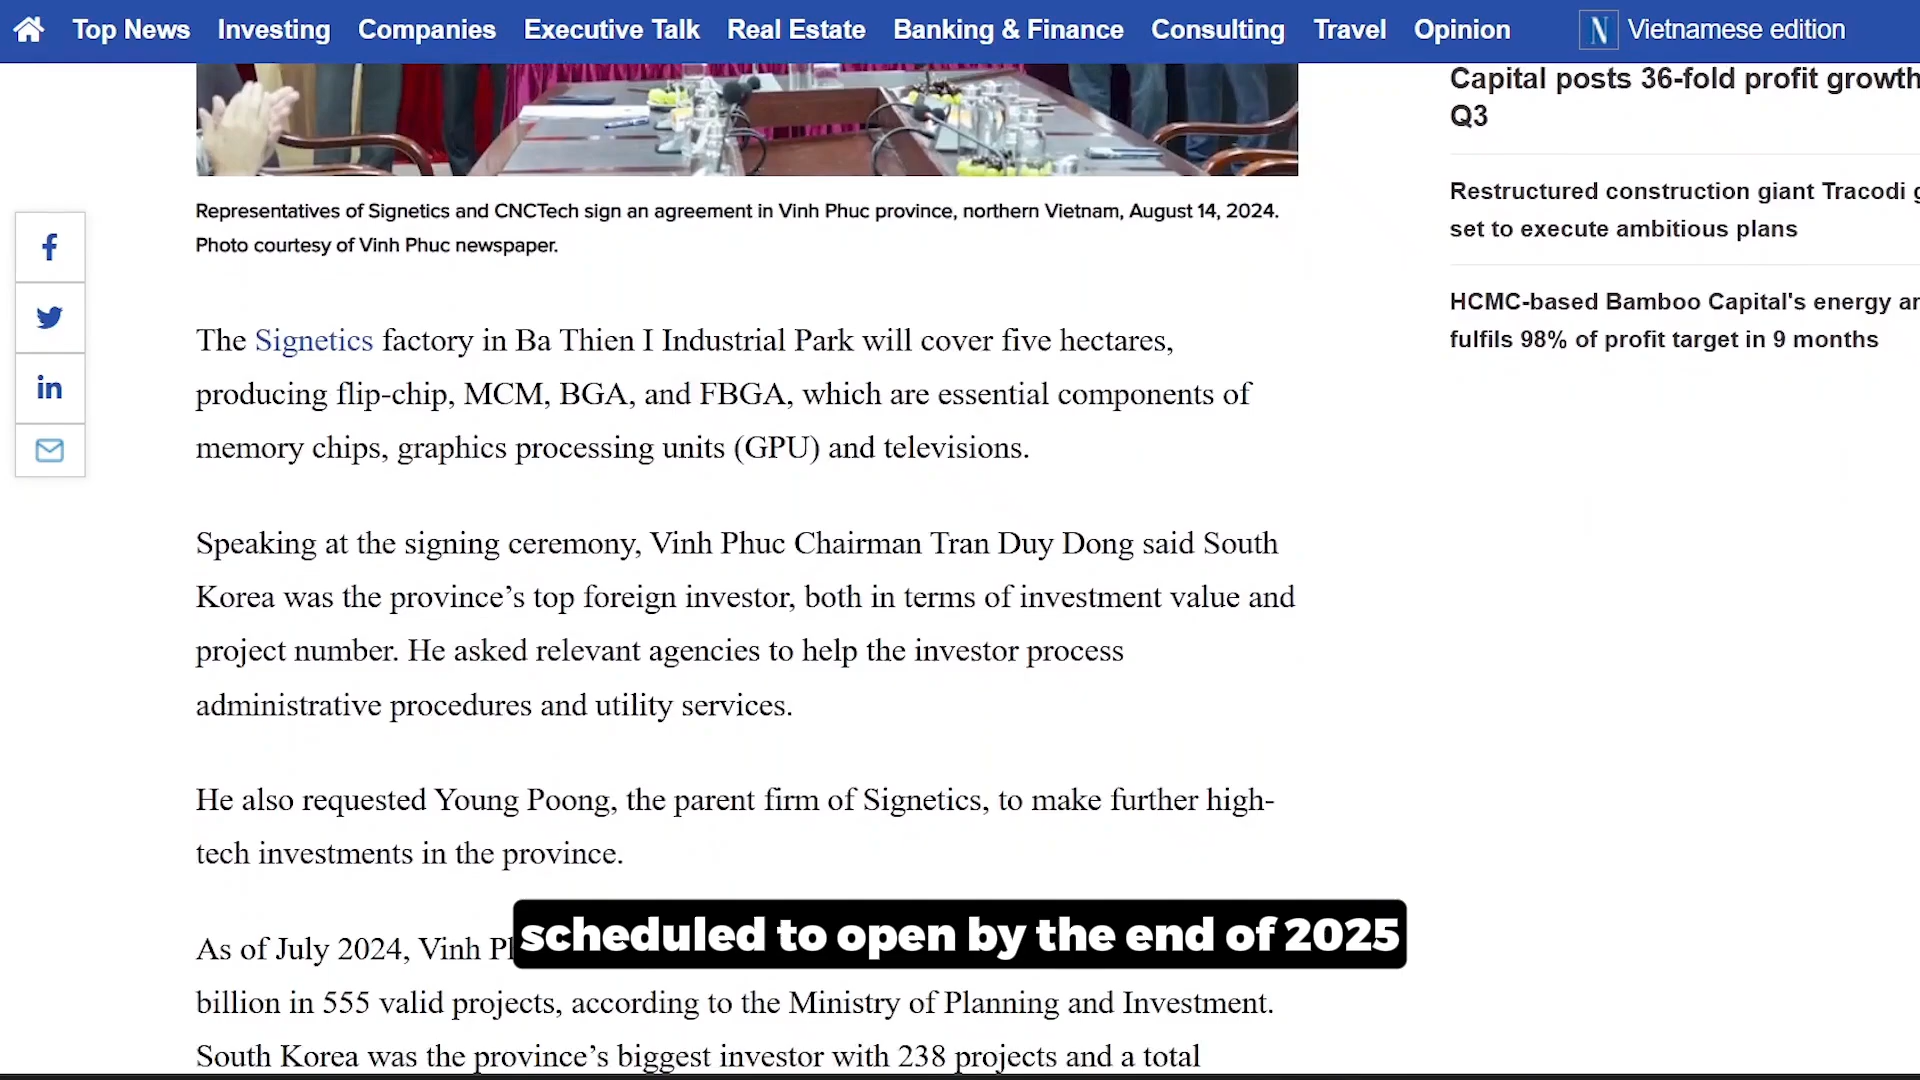 Top News Investing Companies Executive Talk Real Estate Banking & Finance Consulting Travel Opinion N Vietnamese edition
Representatives of Signetics and CNCTech sign an agreement in Vinh Phuc province, northern Vietnam, August 14, 2024.
Photo courtesy of Vinh Phuc newspaper.
The Signetics factory in Ba Thien I Industrial Park will cover five hectares,
producing flip-chip, MCM, BGA, and FBGA, which are essential components of
memory chips, graphics processing units (GPU) and televisions.
Speaking at the signing ceremony, Vinh Phuc Chairman Tran Duy Dong said South
Korea was the province’s top foreign investor, both in terms of investment value and
project number. He asked relevant agencies to help the investor process
administrative procedures and utility services.
He also requested Young Poong, the parent firm of Signetics, to make further high-
tech investments in the province.
As of July 2024, Vinh
scheduled to open by the end of 2025
billion in 555 valid projects, according to the Ministry of Planning and Investment.
South Korea was the province’s biggest investor with 238 projects and a total
Capital posts 36-fold profit growth
Q3
Restructured construction giant Tracodi
set to execute ambitious plans
HCMC-based Bamboo Capital's energy
fulfils 98% of profit target in 9 months